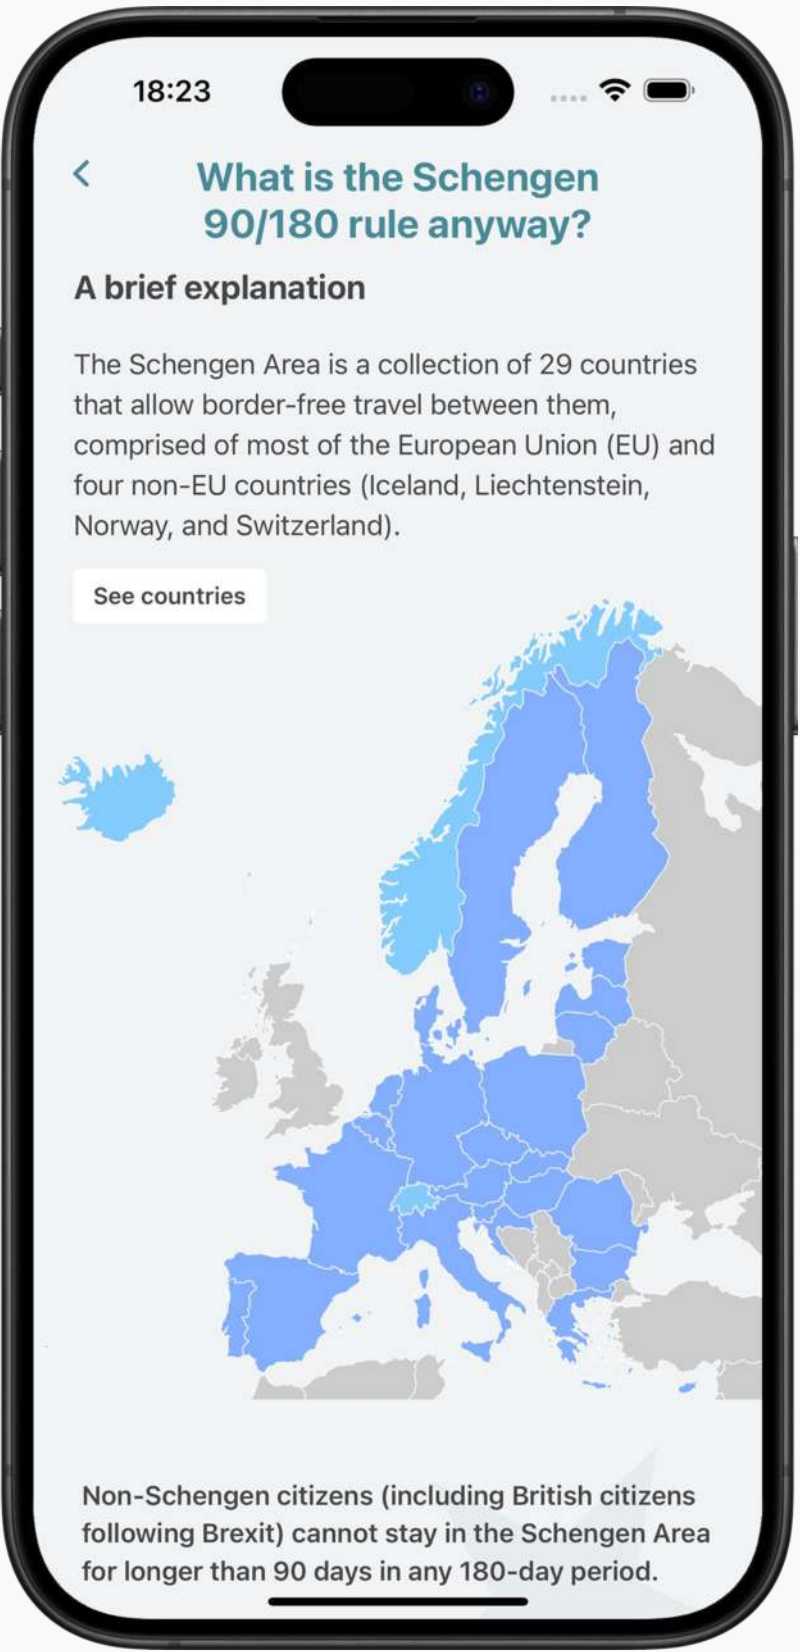 18:23
What is the Schengen
90/180 rule anyway?
A brief explanation
The Schengen Area is a collection of 29 countries
that allow border-free travel between them,
comprised of most of the European Union (EU) and
four non-EU countries (Iceland, Liechtenstein,
Norway, and Switzerland).
See countries
Non-Schengen citizens (including British citizens
following Brexit) cannot stay in the Schengen Area
for longer than 90 days in any 180-day period.